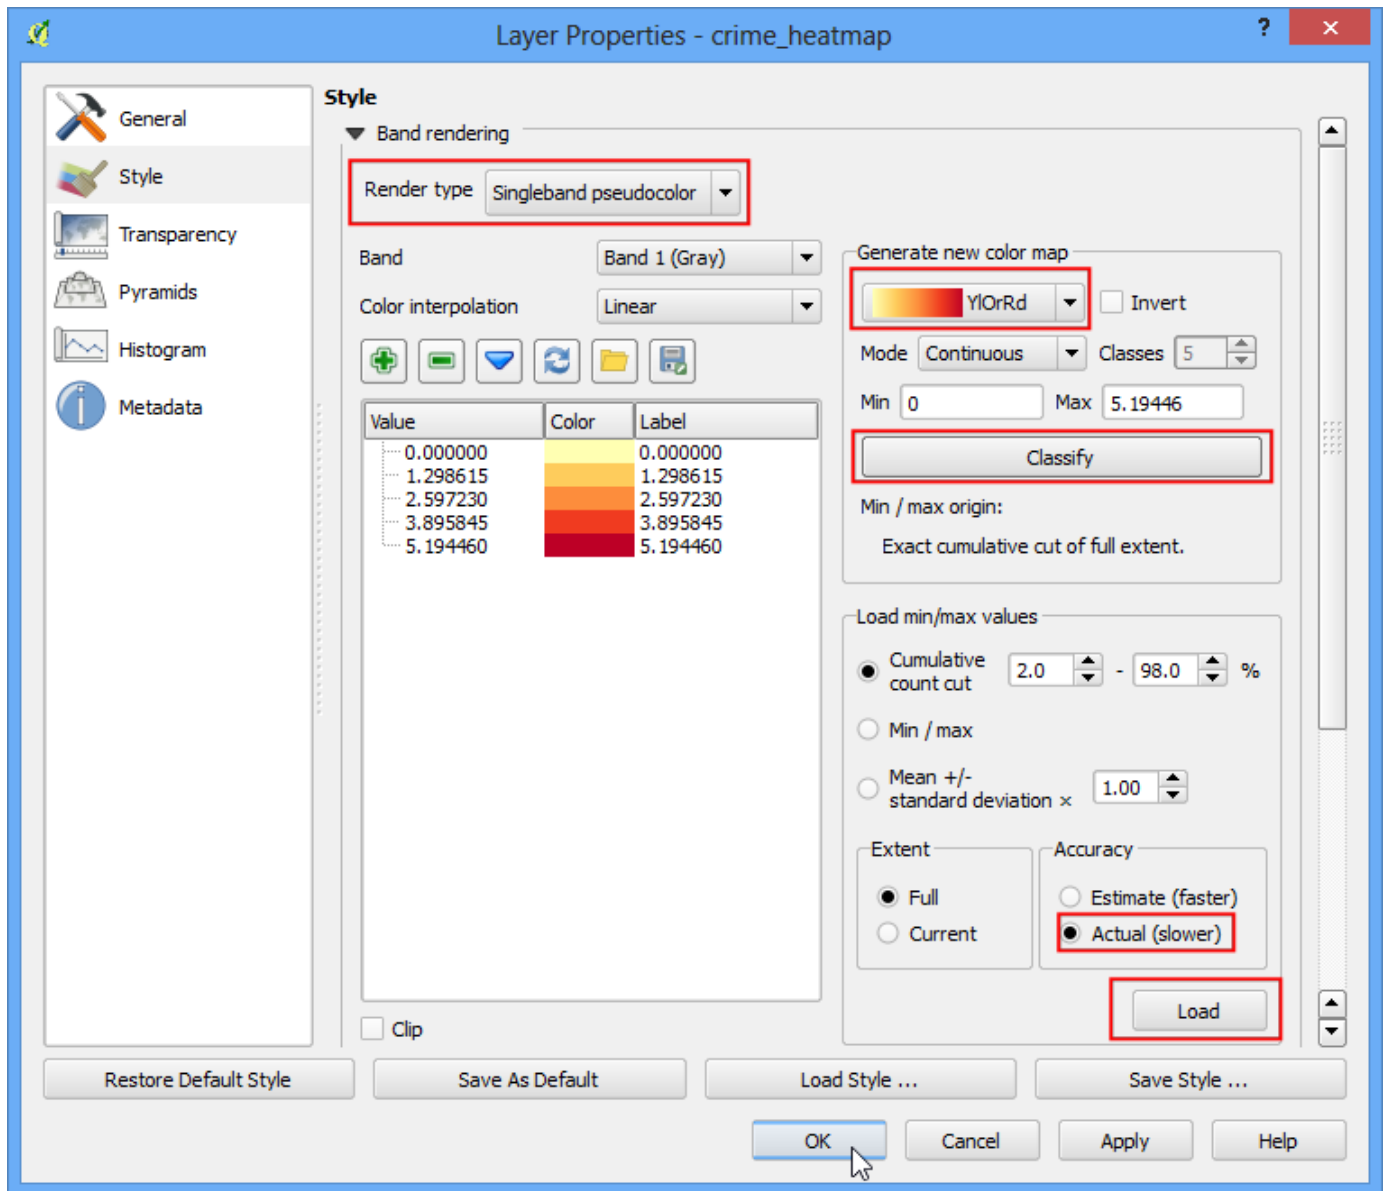 Layer Properties - crime_heatmap
?
General
Style
Transparency
Pyramids
Histogram
Metadata
Style
Band rendering
Render type Singleband pseudocolor
Band Band 1 (Gray)
Color interpolation Linear
Value Color Label
0.000000 0.000000
1.298615 1.298615
2.597230 2.597230
3.895845 3.895845
5.194460 5.194460
Clip
Generate new color map
YlOrRd Invert
Mode Continuous Classes 5
Min 0 Max 5.19446
Classify
Min / max origin:
Exact cumulative cut of full extent.
Load min/max values
Cumulative
count cut 2.0 - 98.0 %
Min / max
Mean +/-
standard deviation × 1.00
Extent
Full
Current
Accuracy
Estimate (faster)
Actual (slower)
Load
Restore Default Style Save As Default Load Style ... Save Style ...
OK Cancel Apply Help